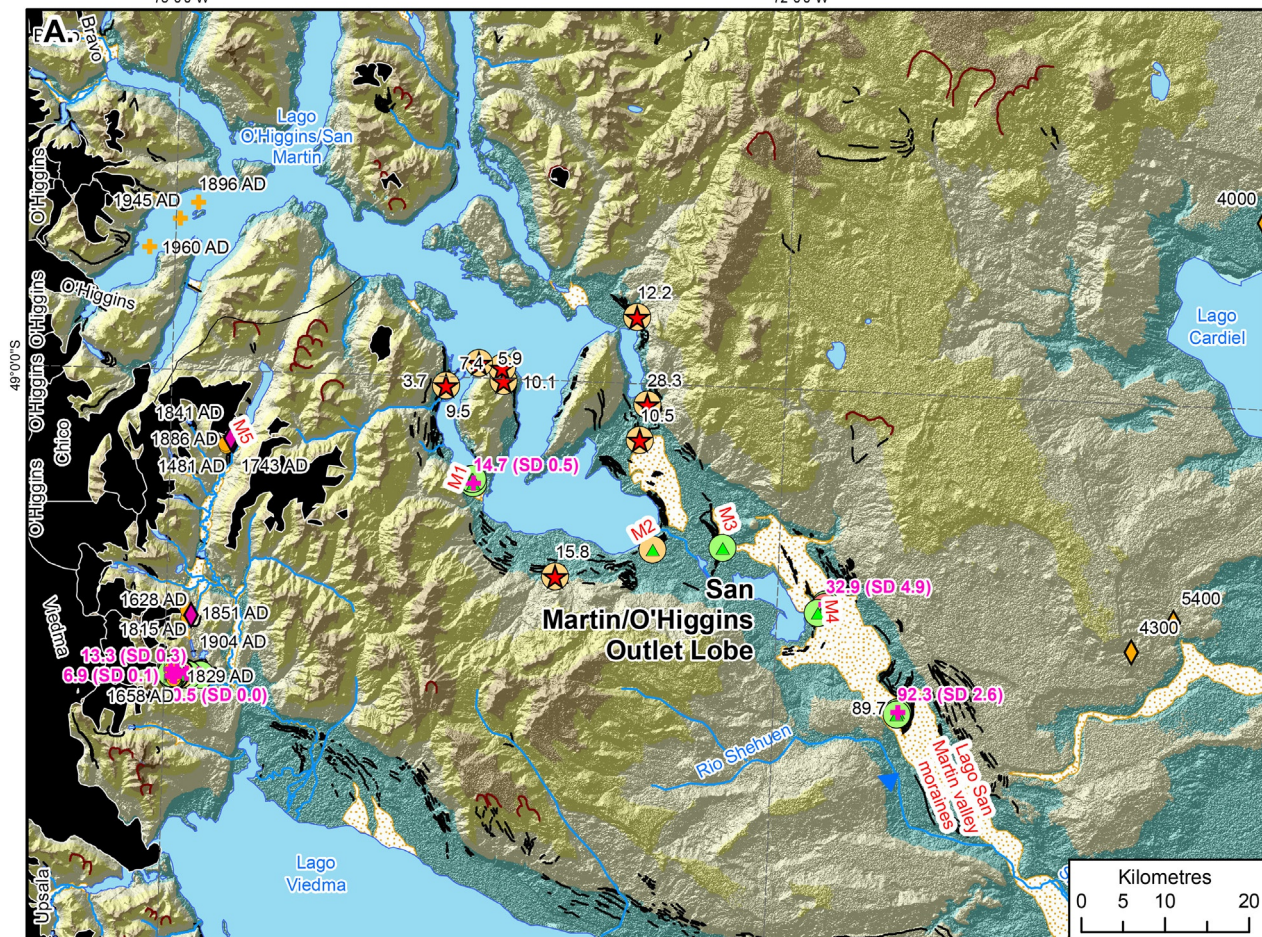 A.
Bravo
Lago
O'Higgins/San
Martin
O'Higgins
1896 AD
1945 AD
1960 AD
O'Higgins
O'Higgins
4000
Lago
Cardiel
12.2
49°0'0"S
7.4
5.9
3.7
10.1
9.5
28.3
10.5
O'Higgins
Chico
1841 AD
1886 AD
M5
1481 AD
1743 AD
O'Higgins
M1
14.7 (SD 0.5)
M2
M3
15.8
San
Martin/O'Higgins
Outlet Lobe
32.9 (SD 4.9)
M4
Viedma
1628 AD
1851 AD
1815 AD
1904 AD
13.3 (SD 0.3)
6.9 (SD 0.1)
1829 AD
1658 AD
0.5 (SD 0.0)
5400
4300
92.3 (SD 2.6)
89.7
Rio Shehuen
Lago San
Martin valley
moraines
Lago
Viedma
Upsala
Kilometres
0 5 10 20